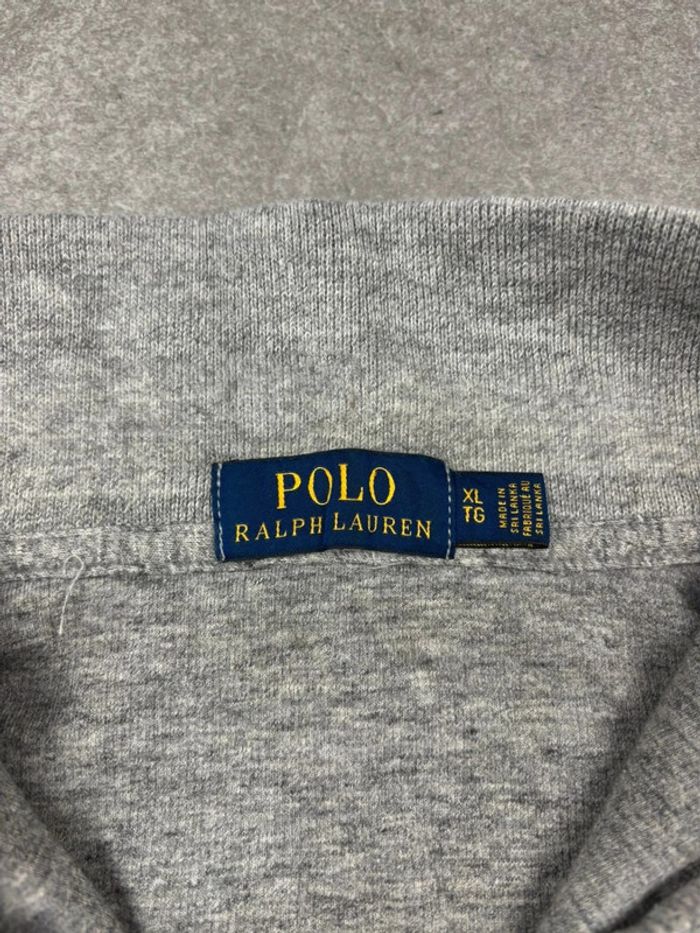 POLO
RALPH LAUREN
XL
TG
MADE IN
SRI LANKA
FABRIQUÉ AU
SRI LANKA